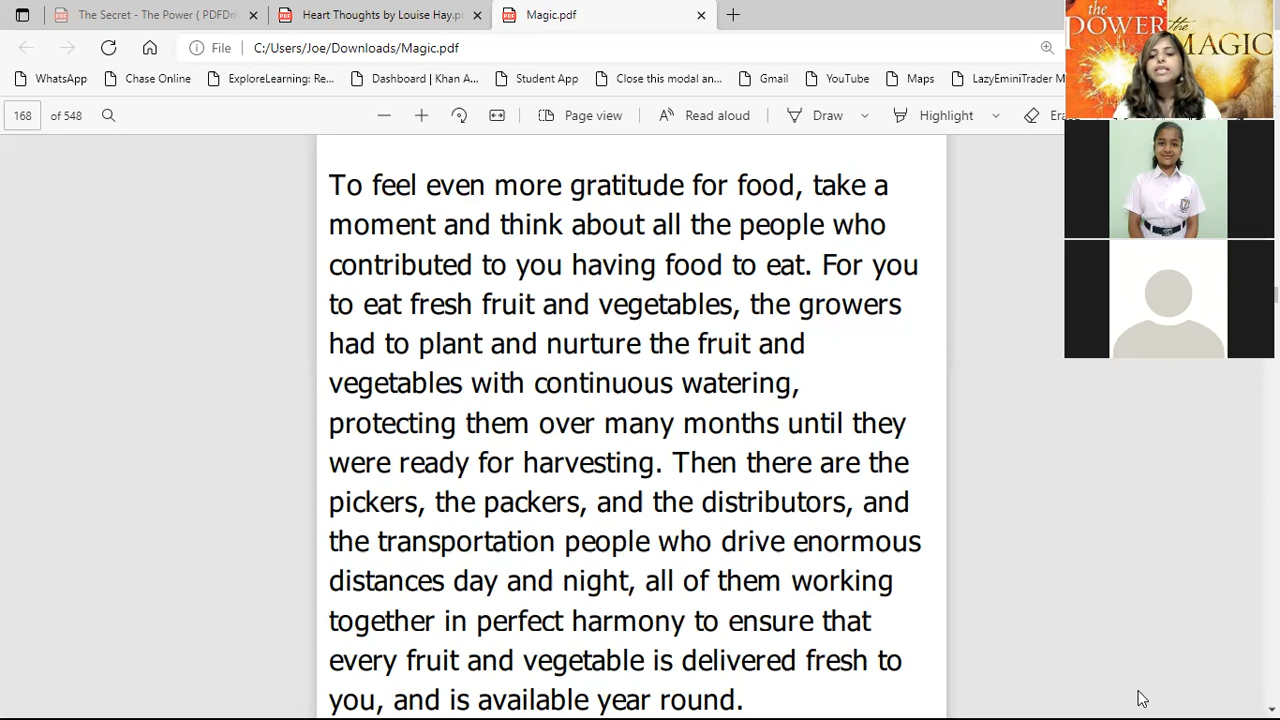 The Secret - The Power ( PDFDri
Heart Thoughts by Louise Hay.p
Magic.pdf
File C:/Users/Joe/Downloads/Magic.pdf
WhatsApp Chase Online ExploreLearning: Re... Dashboard | Khan A... Student App Close this modal an... Gmail YouTube Maps LazyEminiTrader M
168 of 548 Page view Read aloud Draw Highlight Era
To feel even more gratitude for food, take a
moment and think about all the people who
contributed to you having food to eat. For you
to eat fresh fruit and vegetables, the growers
had to plant and nurture the fruit and
vegetables with continuous watering,
protecting them over many months until they
were ready for harvesting. Then there are the
pickers, the packers, and the distributors, and
the transportation people who drive enormous
distances day and night, all of them working
together in perfect harmony to ensure that
every fruit and vegetable is delivered fresh to
you, and is available year round.
the
POWER
the
MAGIC